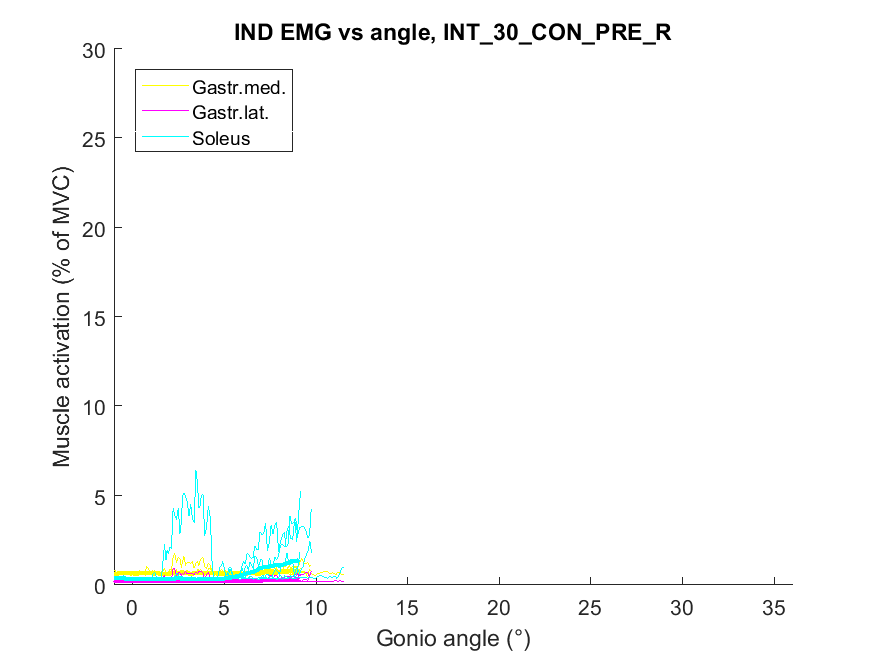 IND EMG vs angle, INT_30_CON_PRE_R
30
25
20
15
10
5
0
Muscle activation (% of MVC)
Gastr.med.
Gastr.lat.
Soleus
0 5 10 15 20 25 30 35
Gonio angle (°)